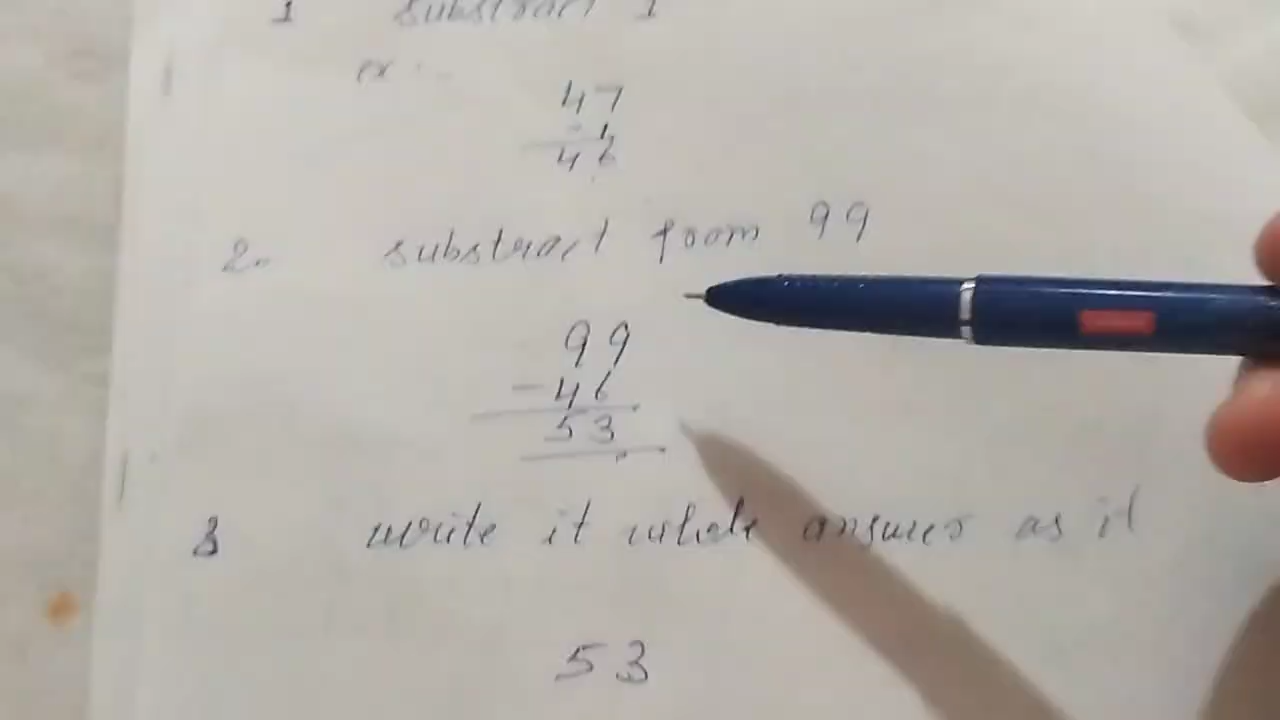 1 substract 1
ex :-
47
- 1
46
2. substract from 99
99
- 46
53
3 write it whole answer as it
53